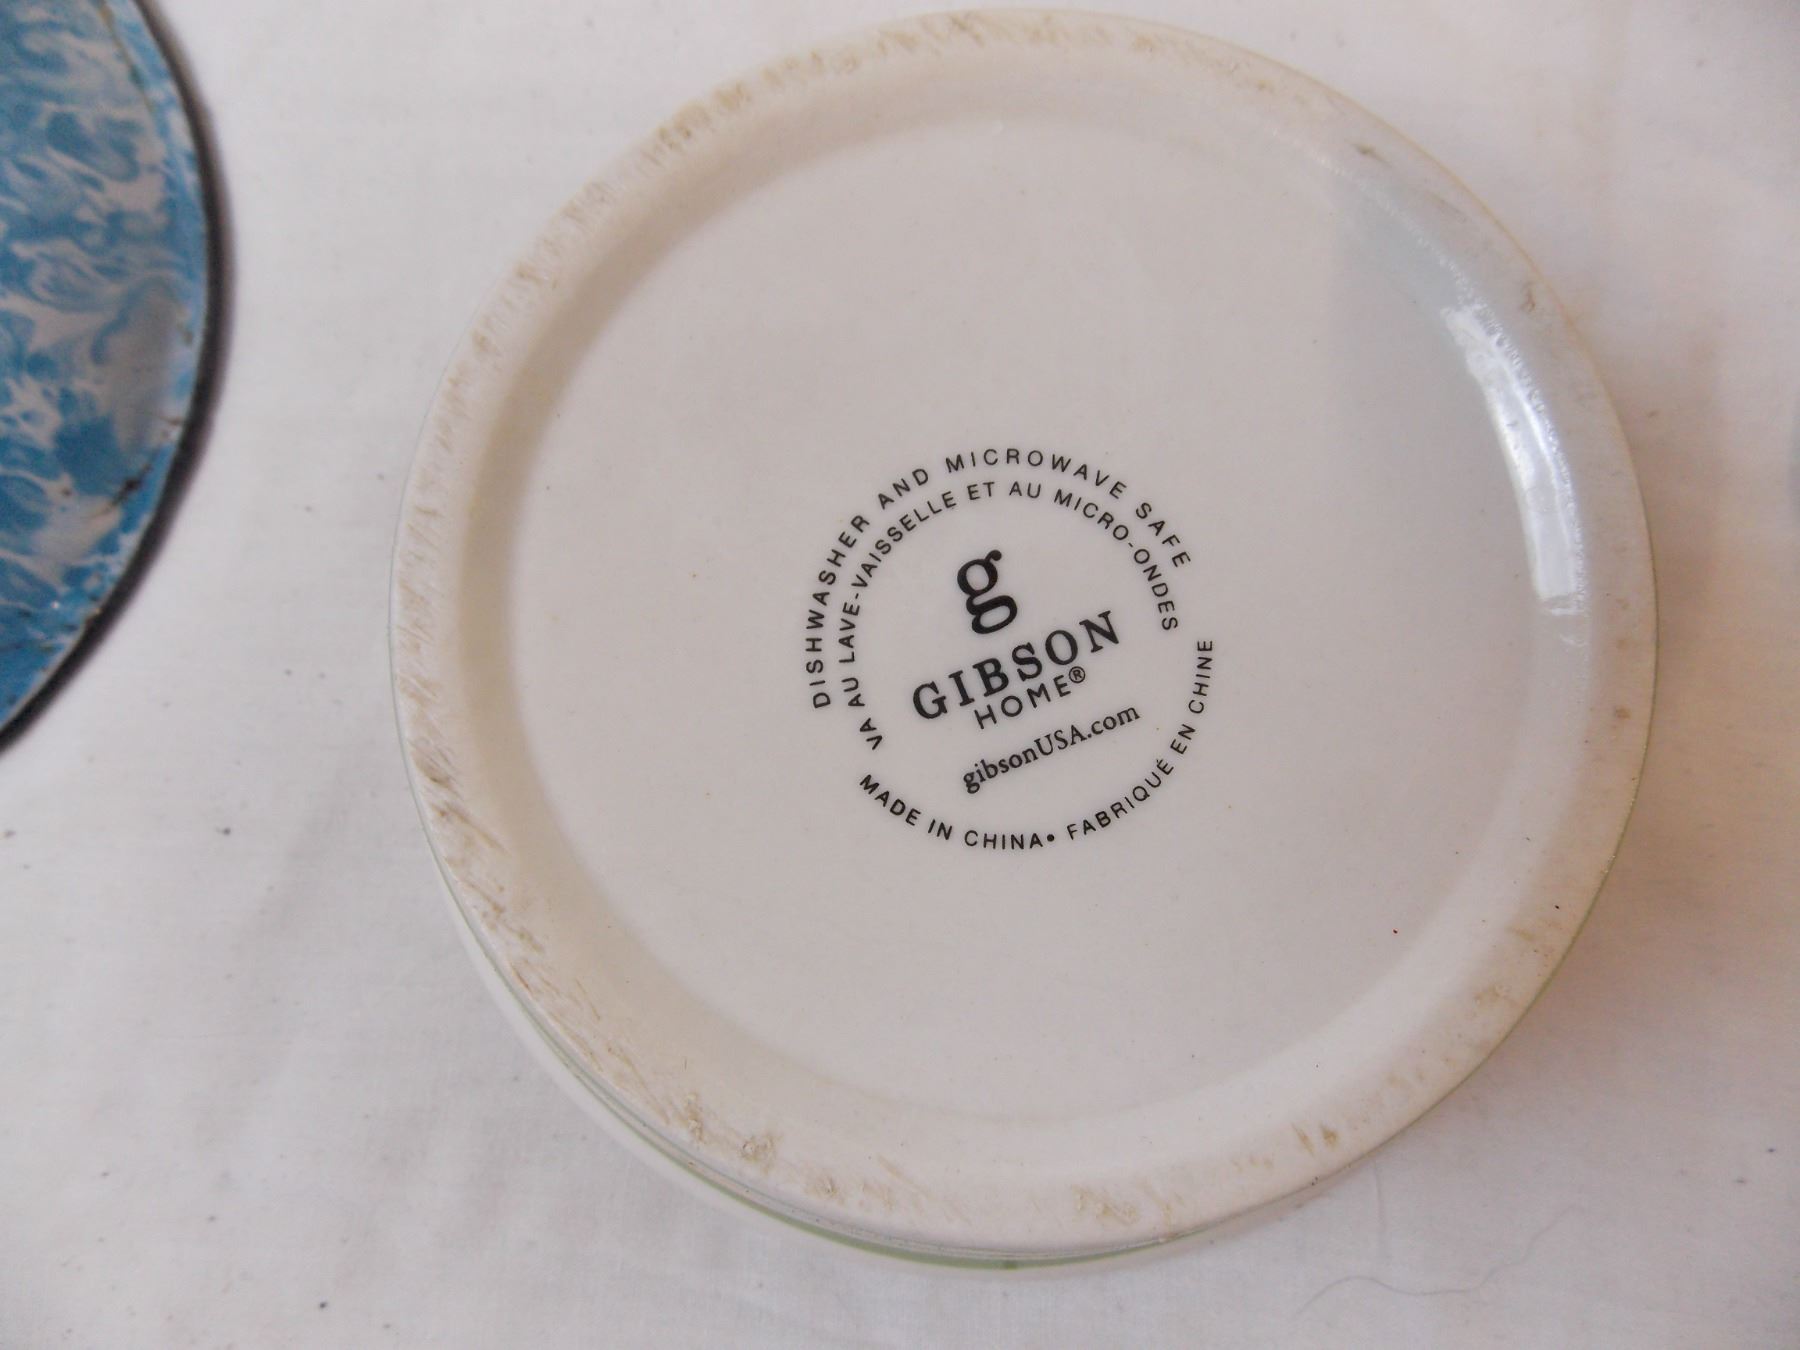 DISHWASHER AND MICROWAVE SAFE
VA AU LAVE-VAISSELLE ET AU MICRO-ONDES
g
GIBSON
HOME®
gibsonUSA.com
MADE IN CHINA• FABRIQUÉ EN CHINE